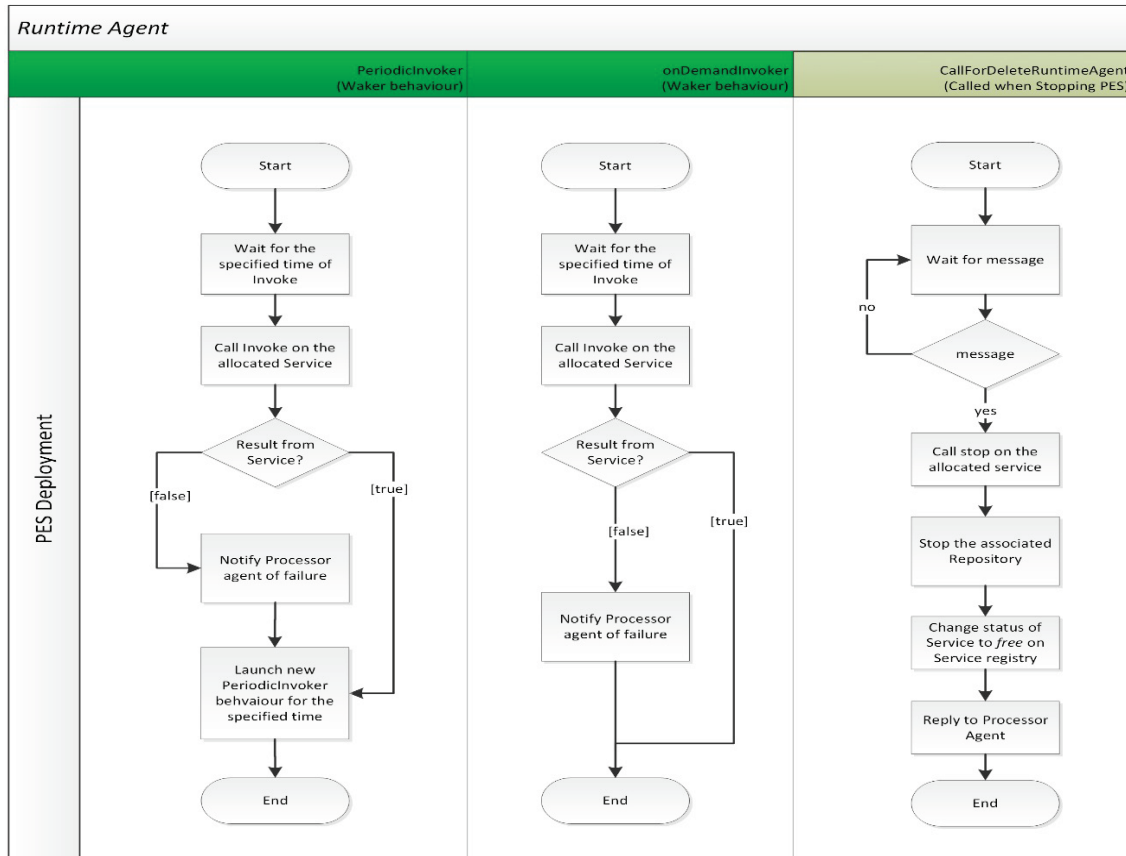 Runtime Agent
PeriodicInvoker
(Waker behaviour)
onDemandInvoker
(Waker behaviour)
CallForDeleteRuntimeAgent
(Called when Stopping PES)
PES Deployment
Start
Wait for the
specified time of
Invoke
Call Invoke on the
allocated Service
Result from
Service?
[false]
[true]
Notify Processor
agent of failure
Launch new
PeriodicInvoker
behvaiour for the
specified time
End
Start
Wait for the
specified time of
Invoke
Call Invoke on the
allocated Service
Result from
Service?
[false]
[true]
Notify Processor
agent of failure
End
Start
Wait for message
no
message
yes
Call stop on the
allocated service
Stop the associated
Repository
Change status of
Service to free on
Service registry
Reply to Processor
Agent
End